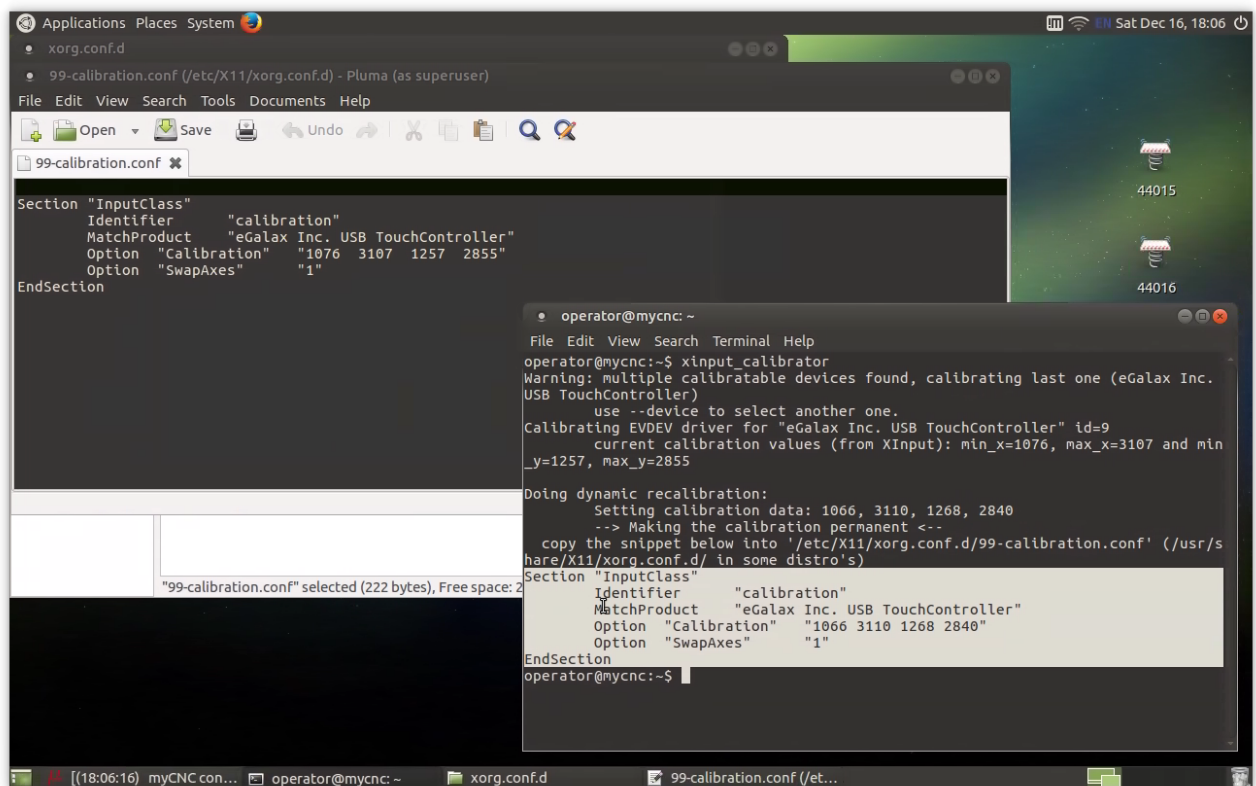 Applications Places System
EN Sat Dec 16, 18:06
xorg.conf.d
99-calibration.conf (/etc/X11/xorg.conf.d) - Pluma (as superuser)
File Edit View Search Tools Documents Help
Open Save Undo
99-calibration.conf
Section "InputClass"
Identifier "calibration"
MatchProduct "eGalax Inc. USB TouchController"
Option "Calibration" "1076 3107 1257 2855"
Option "SwapAxes" "1"
EndSection
"99-calibration.conf" selected (222 bytes), Free space: 2
44015
44016
operator@mycnc: ~
File Edit View Search Terminal Help
operator@mycnc:~$ xinput_calibrator
Warning: multiple calibratable devices found, calibrating last one (eGalax Inc.
USB TouchController)
use --device to select another one.
Calibrating EVDEV driver for "eGalax Inc. USB TouchController" id=9
current calibration values (from XInput): min_x=1076, max_x=3107 and min
_y=1257, max_y=2855
Doing dynamic recalibration:
Setting calibration data: 1066, 3110, 1268, 2840
--> Making the calibration permanent <--
copy the snippet below into '/etc/X11/xorg.conf.d/99-calibration.conf' (/usr/s
hare/X11/xorg.conf.d/ in some distro's)
Section "InputClass"
Identifier "calibration"
MatchProduct "eGalax Inc. USB TouchController"
Option "Calibration" "1066 3110 1268 2840"
Option "SwapAxes" "1"
EndSection
operator@mycnc:~$
[(18:06:16) myCNC con... operator@mycnc: ~ xorg.conf.d 99-calibration.conf (/et...